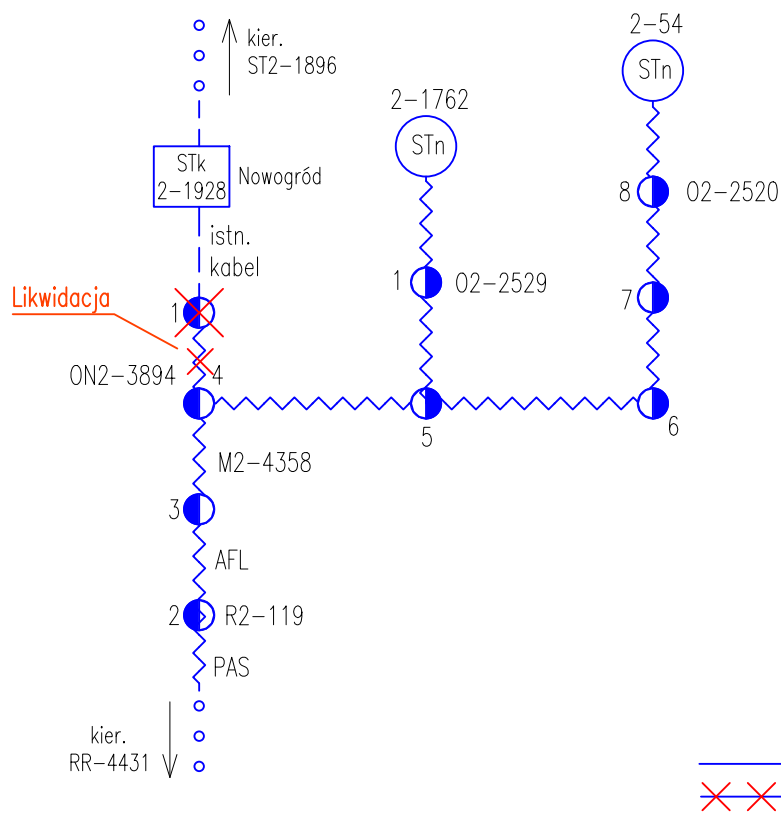 kier.
ST2-1896
2-54
STn
2-1762
STn
STk
2-1928
Nowogród
8
O2-2520
istn.
kabel
1
O2-2529
7
Likwidacja
1
ON2-3894
4
5
6
M2-4358
3
AFL
2
R2-119
PAS
kier.
RR-4431